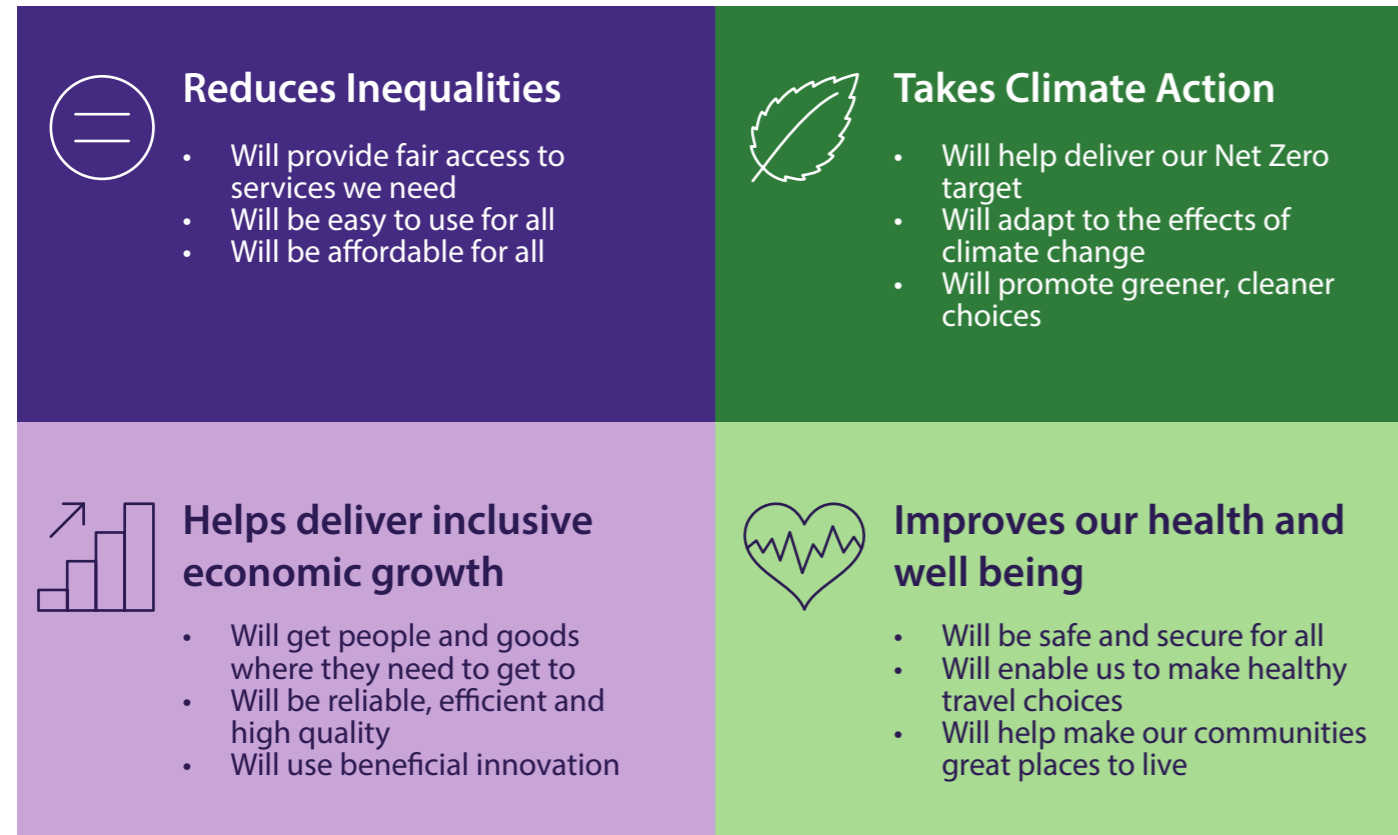 Reduces Inequalities
• Will provide fair access to
services we need
• Will be easy to use for all
• Will be affordable for all
Takes Climate Action
• Will help deliver our Net Zero
target
• Will adapt to the effects of
climate change
• Will promote greener, cleaner
choices
Helps deliver inclusive
economic growth
• Will get people and goods
where they need to get to
• Will be reliable, efficient and
high quality
• Will use beneficial innovation
Improves our health and
well being
• Will be safe and secure for all
• Will enable us to make healthy
travel choices
• Will help make our communities
great places to live